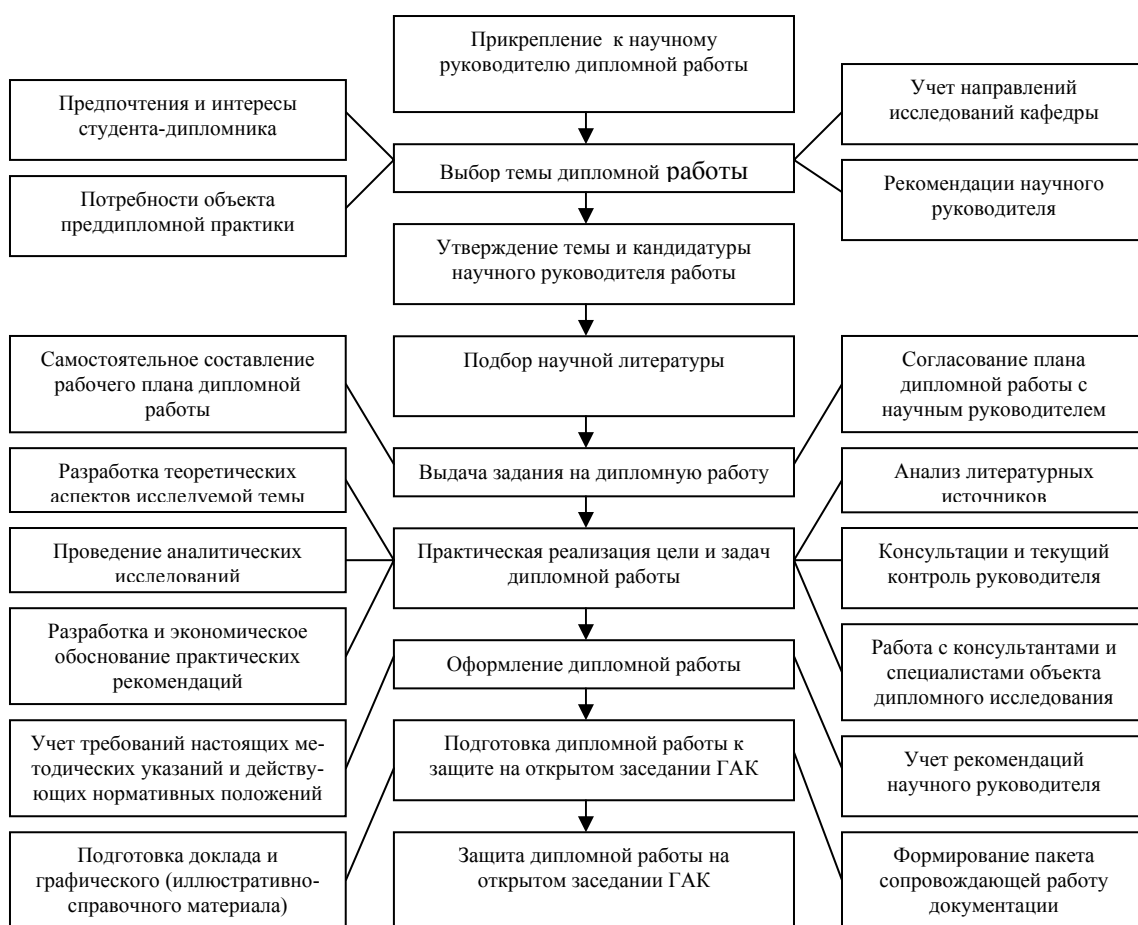 Прикрепление к научному
руководителю дипломной работы
Предпочтения и интересы
студента-дипломника
Учет направлений
исследований кафедры
Выбор темы дипломной работы
Потребности объекта
преддипломной практики
Рекомендации научного
руководителя
Утверждение темы и кандидатуры
научного руководителя работы
Самостоятельное составление
рабочего плана дипломной
работы
Подбор научной литературы
Согласование плана
дипломной работы с
научным руководителем
Выдача задания на дипломную работу
Разработка теоретических
аспектов исследуемой темы
Анализ литературных
источников
Проведение аналитических
исследований
Практическая реализация цели и задач
дипломной работы
Консультации и текущий
контроль руководителя
Разработка и экономическое
обоснование практических
рекомендаций
Оформление дипломной работы
Работа с консультантами и
специалистами объекта
дипломного исследования
Учет требований настоящих ме-
тодических указаний и действу-
ющих нормативных положений
Подготовка дипломной работы к
защите на открытом заседании ГАК
Учет рекомендаций
научного руководителя
Подготовка доклада и
графического (иллюстративно-
справочного материала)
Защита дипломной работы на
открытом заседании ГАК
Формирование пакета
сопровождающей работу
документации